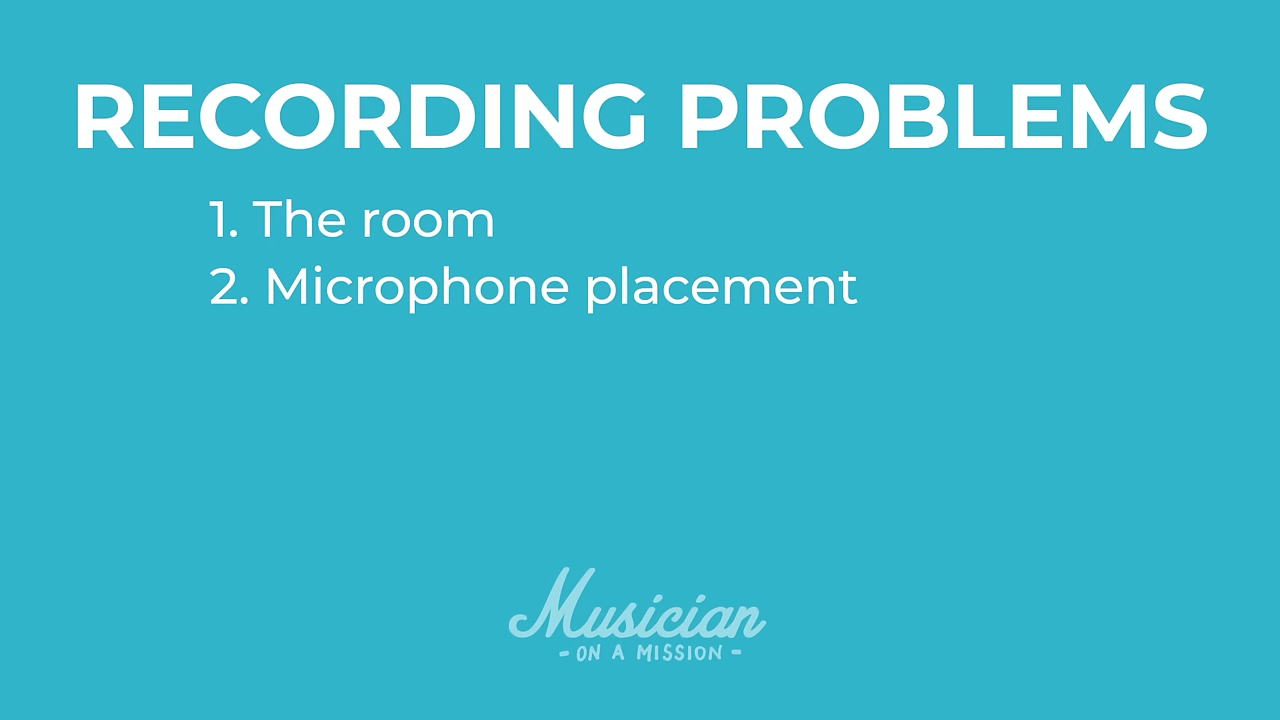 RECORDING PROBLEMS
1. The room
2. Microphone placement
Musician
- ON A MISSION -